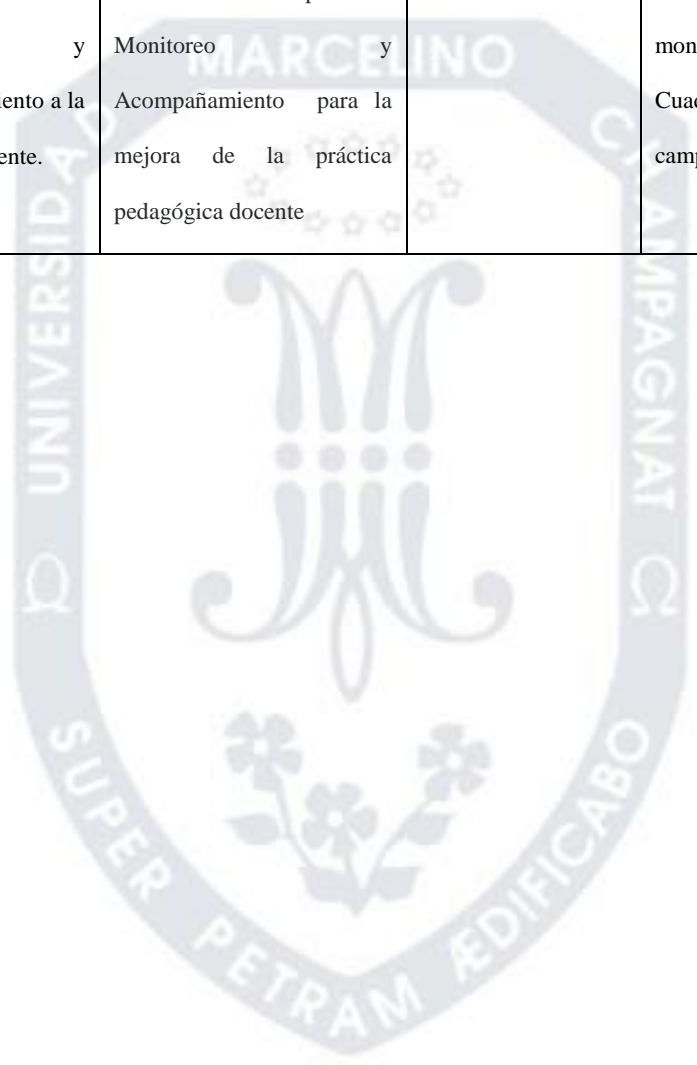 y
Monitoreo y
mon
iento a la
Acompañamiento para la
Cuad
ente.
mejora de la práctica
camp
pedagógica docente
UNIVERSIDAD MARCELINO CHAMPAGNAT
SUPER PETRAM ÆDIFICABO